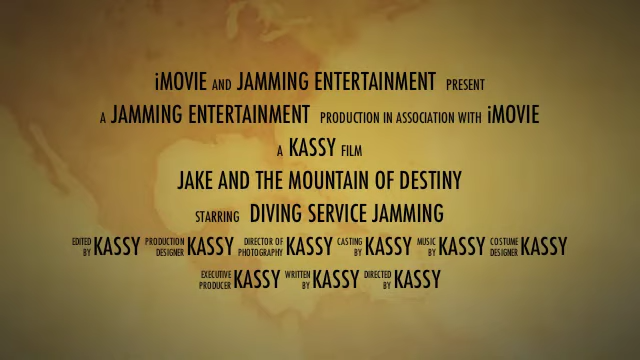 iMOVIE AND JAMMING ENTERTAINMENT PRESENT
A JAMMING ENTERTAINMENT PRODUCTION IN ASSOCIATION WITH iMOVIE
A KASSY FILM
JAKE AND THE MOUNTAIN OF DESTINY
STARRING DIVING SERVICE JAMMING
EDITED BY KASSY PRODUCTION DESIGNER KASSY DIRECTOR OF PHOTOGRAPHY KASSY CASTING BY KASSY MUSIC BY KASSY COSTUME DESIGNER KASSY
EXECUTIVE PRODUCER KASSY WRITTEN BY KASSY DIRECTED BY KASSY